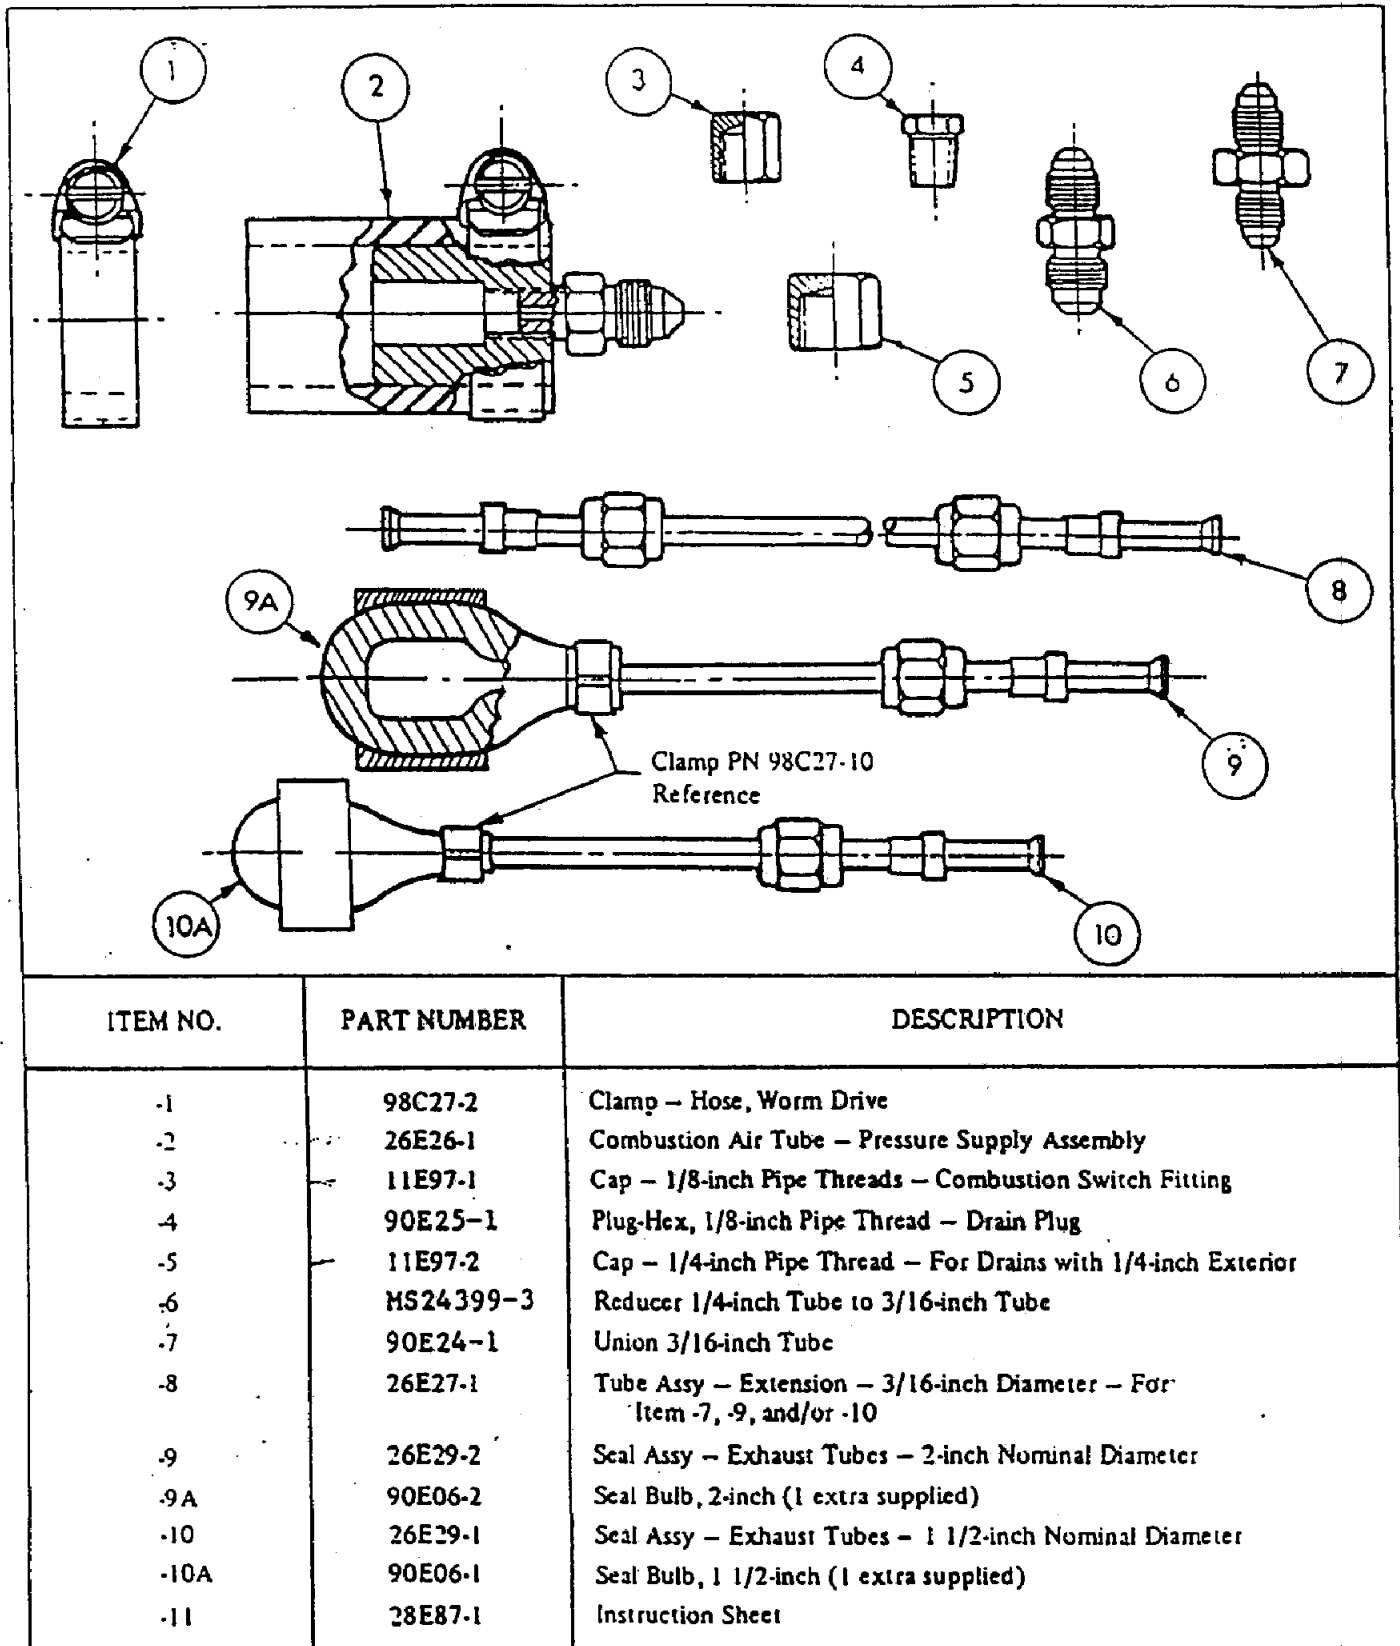 1
2
3
4
5
6
7
8
9A
9
Clamp PN 98C27-10
Reference
10A
10
ITEM NO. PART NUMBER DESCRIPTION
-1 98C27-2 Clamp — Hose, Worm Drive
-2 26E26-1 Combustion Air Tube — Pressure Supply Assembly
-3 11E97-1 Cap — 1/8-inch Pipe Threads — Combustion Switch Fitting
-4 90E25-1 Plug-Hex, 1/8-inch Pipe Thread — Drain Plug
-5 11E97-2 Cap — 1/4-inch Pipe Thread — For Drains with 1/4-inch Exterior
-6 MS24399-3 Reducer 1/4-inch Tube to 3/16-inch Tube
-7 90E24-1 Union 3/16-inch Tube
-8 26E27-1 Tube Assy — Extension — 3/16-inch Diameter — For
Item -7, -9, and/or -10
-9 26E29-2 Seal Assy — Exhaust Tubes — 2-inch Nominal Diameter
-9A 90E06-2 Seal Bulb, 2-inch (1 extra supplied)
-10 26E29-1 Seal Assy — Exhaust Tubes — 1 1/2-inch Nominal Diameter
-10A 90E06-1 Seal Bulb, 1 1/2-inch (1 extra supplied)
-11 28E87-1 Instruction Sheet